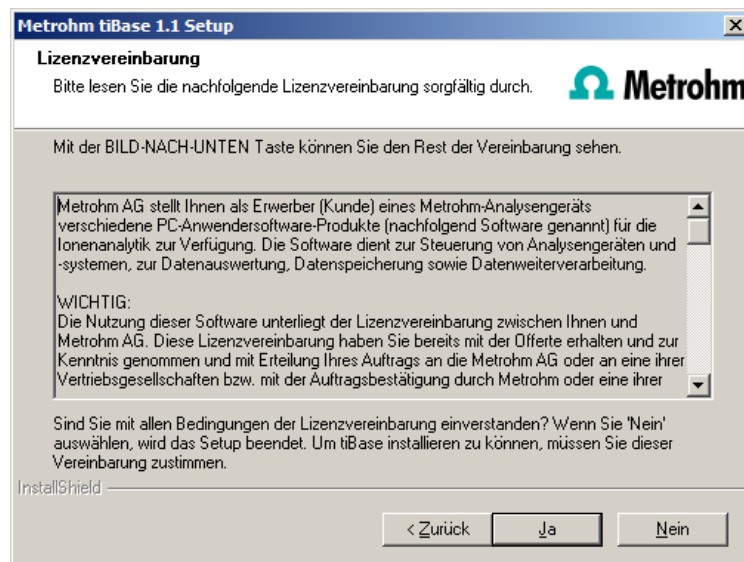 Metrohm tiBase 1.1 Setup
Lizenzvereinbarung
Bitte lesen Sie die nachfolgende Lizenzvereinbarung sorgfältig durch.
Metrohm
Mit der BILD-NACH-UNTEN Taste können Sie den Rest der Vereinbarung sehen.
Metrohm AG stellt Ihnen als Erwerber (Kunde) eines Metrohm-Analysengeräts
verschiedene PC-Anwendersoftware-Produkte (nachfolgend Software genannt) für die
Ionenanalytik zur Verfügung. Die Software dient zur Steuerung von Analysengeräten und
-systemen, zur Datenauswertung, Datenspeicherung sowie Datenweiterverarbeitung.
WICHTIG:
Die Nutzung dieser Software unterliegt der Lizenzvereinbarung zwischen Ihnen und
Metrohm AG. Diese Lizenzvereinbarung haben Sie bereits mit der Offerte erhalten und zur
Kenntnis genommen und mit Erteilung Ihres Auftrags an die Metrohm AG oder an eine ihrer
Vertriebsgesellschaften bzw. mit der Auftragsbestätigung durch Metrohm oder eine ihrer
Sind Sie mit allen Bedingungen der Lizenzvereinbarung einverstanden? Wenn Sie 'Nein'
auswählen, wird das Setup beendet. Um tiBase installieren zu können, müssen Sie dieser
Vereinbarung zustimmen.
InstallShield
< Zurück
Ja
Nein